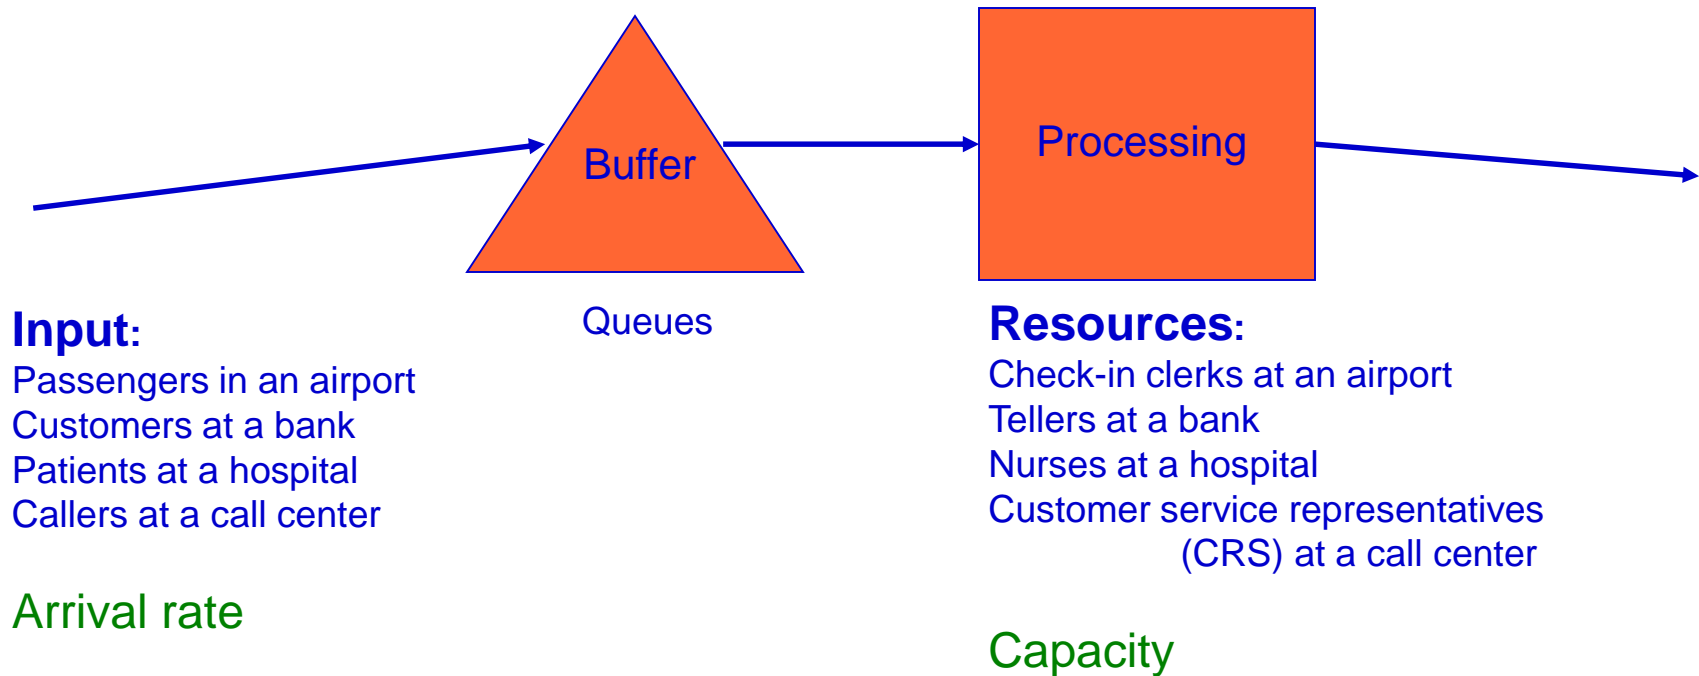 Buffer
Processing
Queues
Input:
Passengers in an airport
Customers at a bank
Patients at a hospital
Callers at a call center
Arrival rate
Resources:
Check-in clerks at an airport
Tellers at a bank
Nurses at a hospital
Customer service representatives
(CRS) at a call center
Capacity